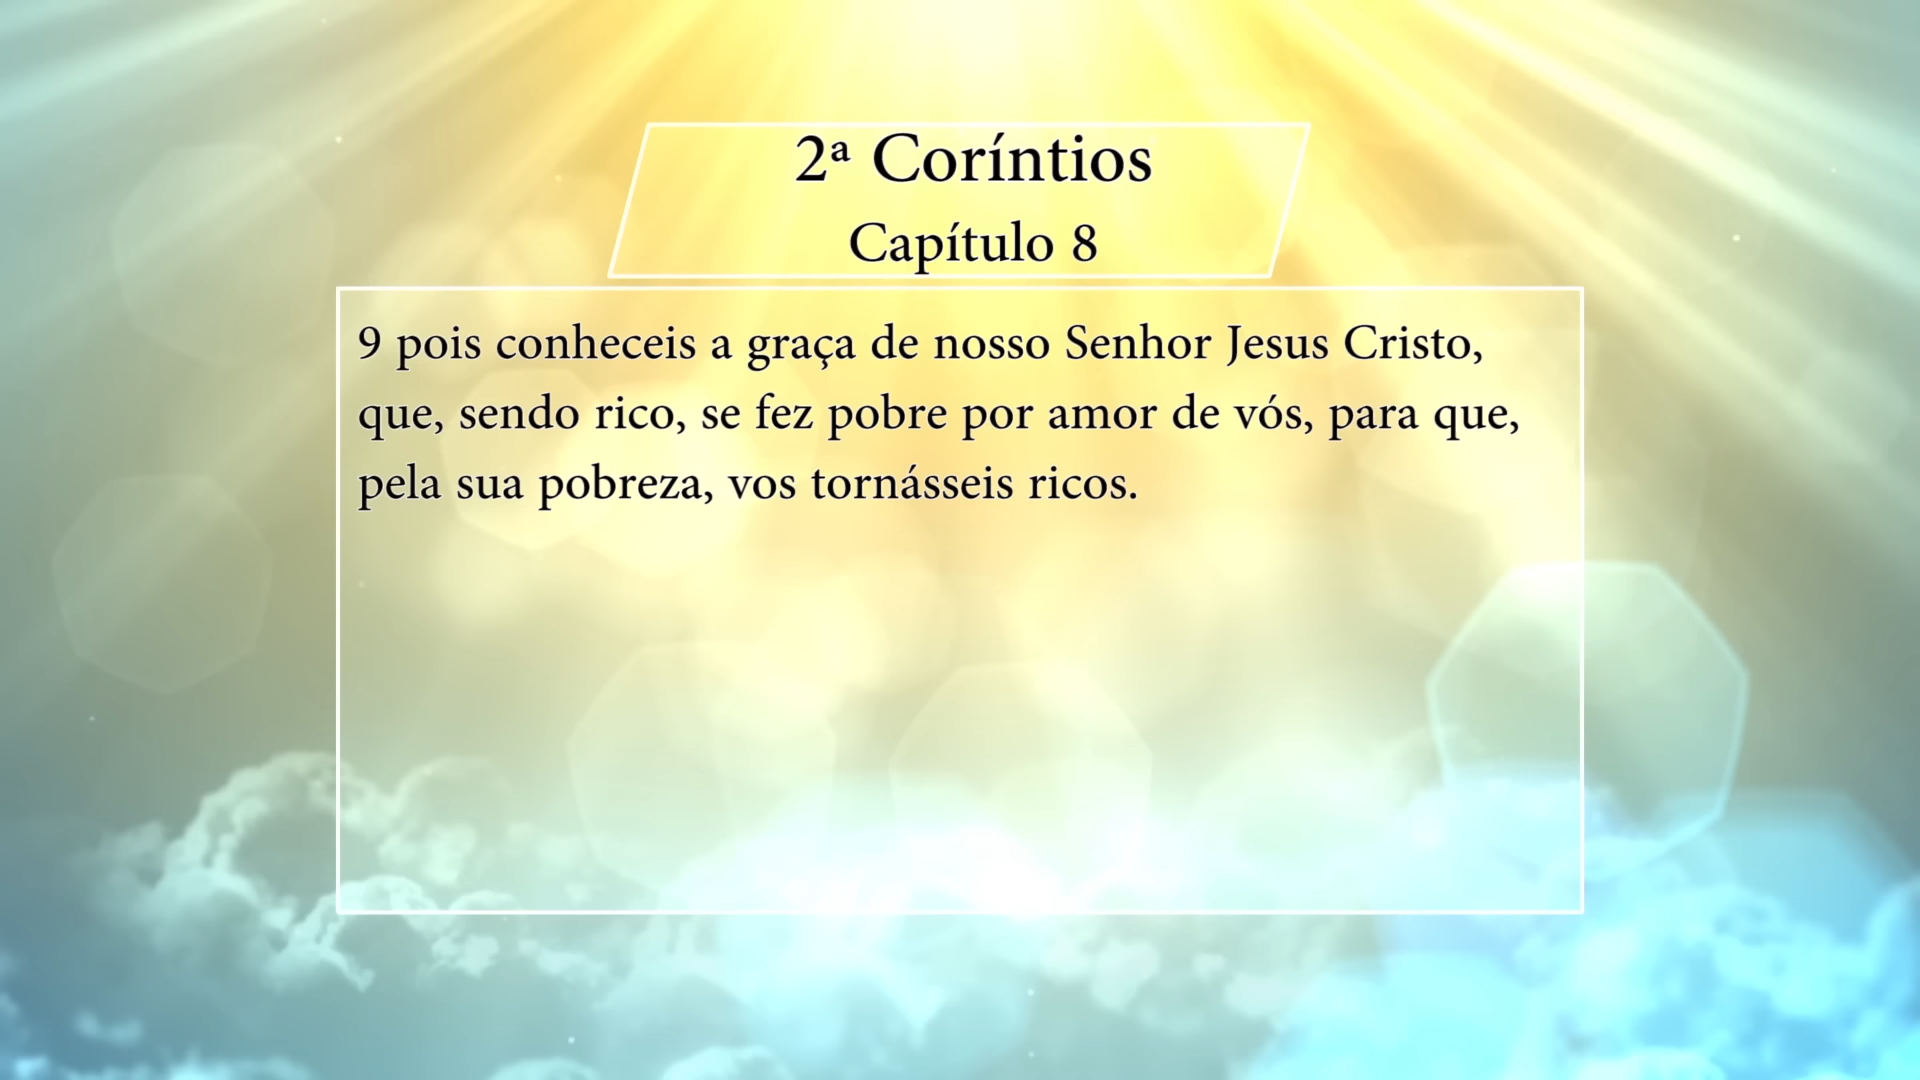 2ª Coríntios
Capítulo 8
9 pois conheceis a graça de nosso Senhor Jesus Cristo,
que, sendo rico, se fez pobre por amor de vós, para que,
pela sua pobreza, vos tornásseis ricos.